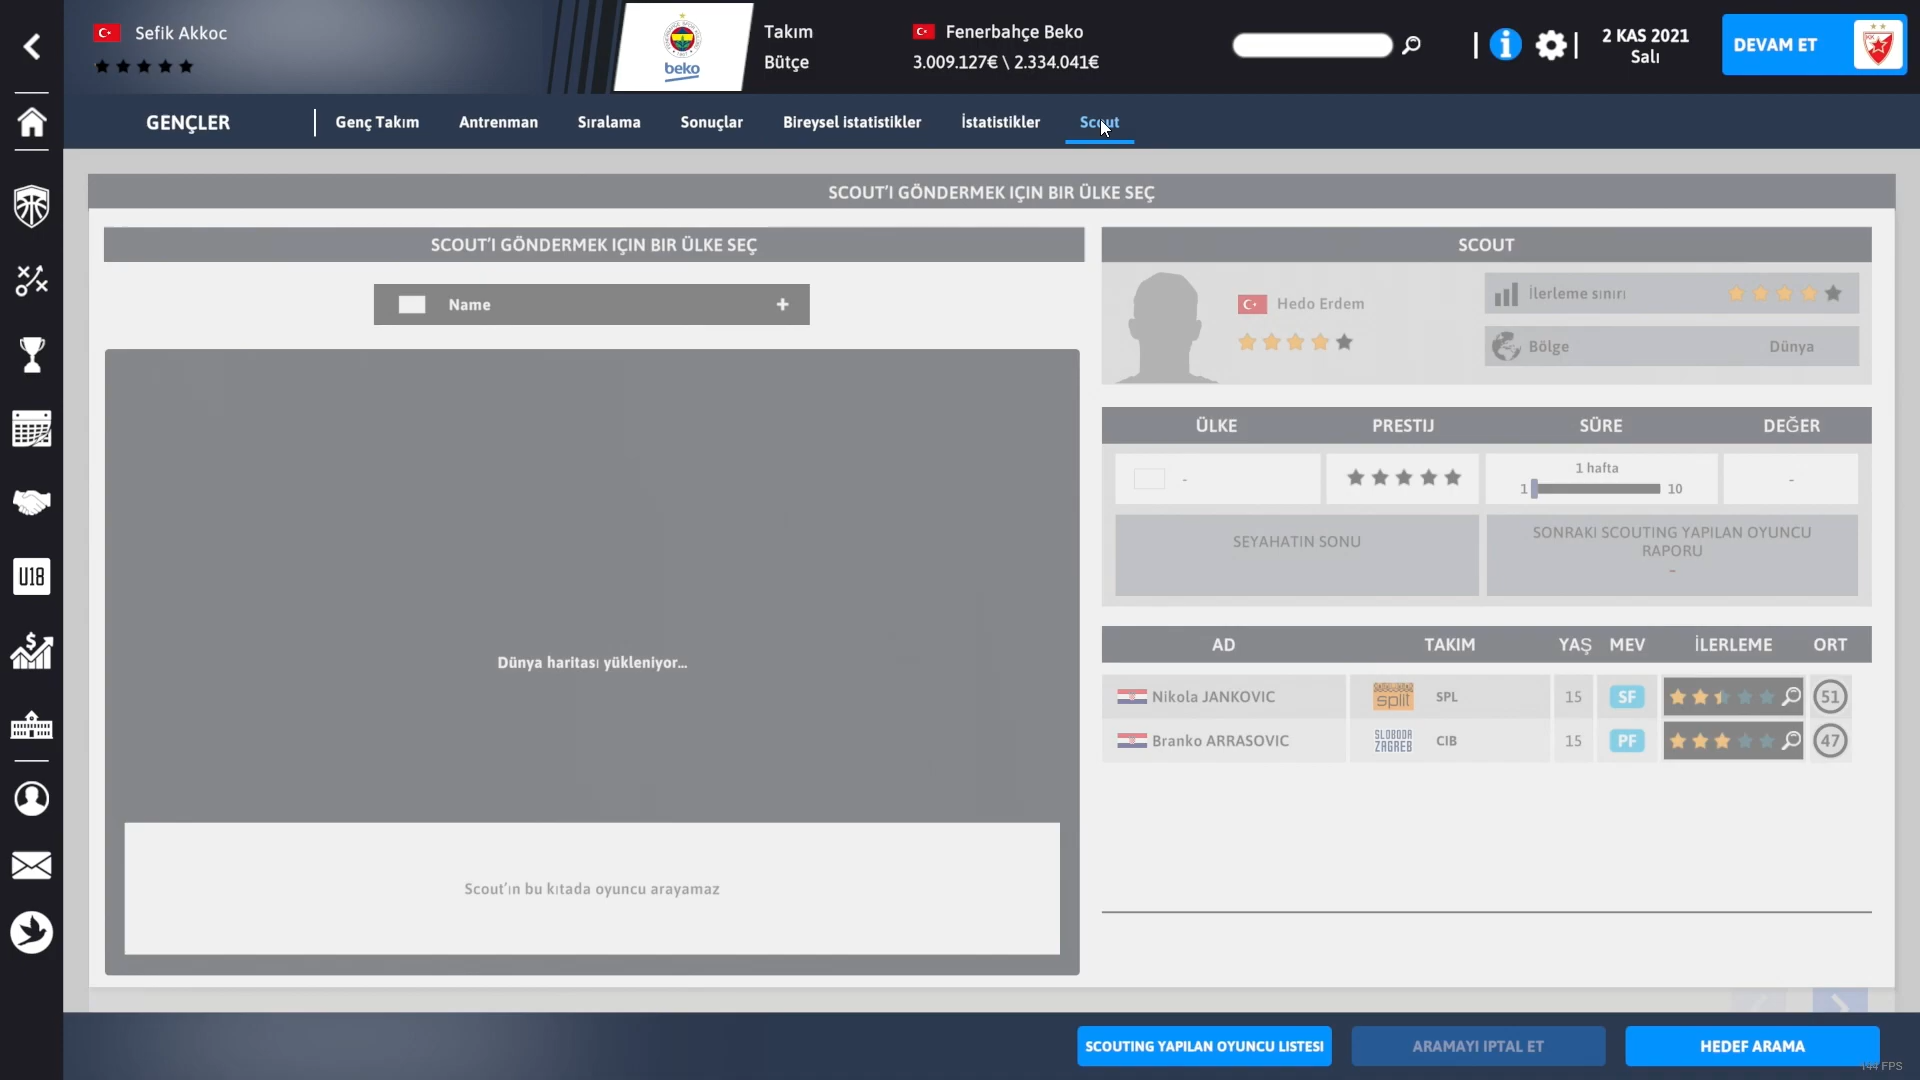 Sefik Akkoc
beko
Takım
Bütçe
Fenerbahçe Beko
3.009.127€ \ 2.334.041€
2 KAS 2021
Salı
DEVAM ET
GENÇLER
Genç Takım
Antrenman
Sıralama
Sonuçlar
Bireysel istatistikler
İstatistikler
Scout
U18
SCOUT'I GÖNDERMEK IÇIN BIR ÜLKE SEÇ
SCOUT'I GÖNDERMEK IÇIN BIR ÜLKE SEÇ
Name
+
Dünya haritası yükleniyor...
Scout'ın bu kıtada oyuncu arayamaz
SCOUT
Hedo Erdem
İlerleme sınırı
Bölge
Dünya
ÜLKE
PRESTIJ
SÜRE
DEĞER
-
1 hafta
1
10
-
SEYAHATIN SONU
SONRAKI SCOUTING YAPILAN OYUNCU
RAPORU
-
AD
TAKIM
YAŞ
MEV
İLERLEME
ORT
Nikola JANKOVIC
split
SPL
15
SF
51
Branko ARRASOVIC
SLOBODA
ZAGREB
CIB
15
PF
47
SCOUTING YAPILAN OYUNCU LISTESI
ARAMAYI IPTAL ET
HEDEF ARAMA
144 FPS